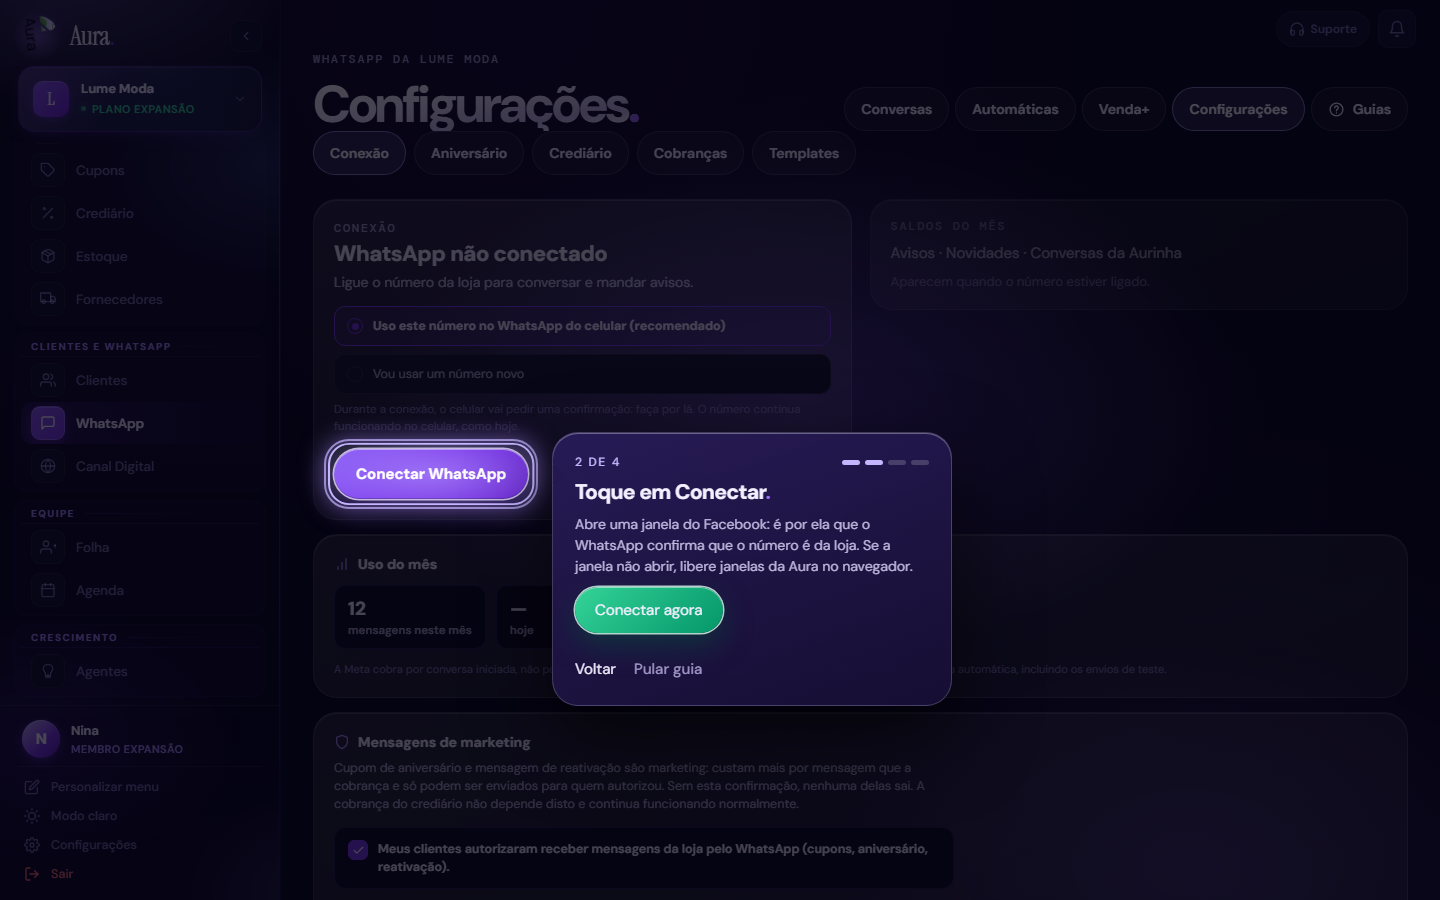 Aura
Aura.
Suporte
L
Lume Moda
PLANO EXPANSÃO
Cupons
Crediário
Estoque
Fornecedores
CLIENTES E WHATSAPP
Clientes
WhatsApp
Canal Digital
EQUIPE
Folha
Agenda
CRESCIMENTO
Agentes
N
Nina
MEMBRO EXPANSÃO
Personalizar menu
Modo claro
Configurações
Sair
WHATSAPP DA LUME MODA
Configurações.
Conversas
Automáticas
Venda+
Configurações
Guias
Conexão
Aniversário
Crediário
Cobranças
Templates
CONEXÃO
WhatsApp não conectado
Ligue o número da loja para conversar e mandar avisos.
Uso este número no WhatsApp do celular (recomendado)
Vou usar um número novo
Durante a conexão, o celular vai pedir uma confirmação: faça por lá. O número continua
funcionando no celular, como hoje.
Conectar WhatsApp
SALDOS DO MÊS
Avisos · Novidades · Conversas da Aurinha
Aparecem quando o número estiver ligado.
2 DE 4
Toque em Conectar.
Abre uma janela do Facebook: é por ela que o
WhatsApp confirma que o número é da loja. Se a
janela não abrir, libere janelas da Aura no navegador.
Conectar agora
Voltar
Pular guia
Uso do mês
12
mensagens neste mês
—
hoje
A Meta cobra por conversa iniciada, não
automática, incluindo os envios de teste.
Mensagens de marketing
Cupom de aniversário e mensagem de reativação são marketing: custam mais por mensagem que a
cobrança e só podem ser enviados para quem autorizou. Sem esta confirmação, nenhuma delas sai. A
cobrança do crediário não depende disto e continua funcionando normalmente.
Meus clientes autorizaram receber mensagens da loja pelo WhatsApp (cupons, aniversário,
reativação).